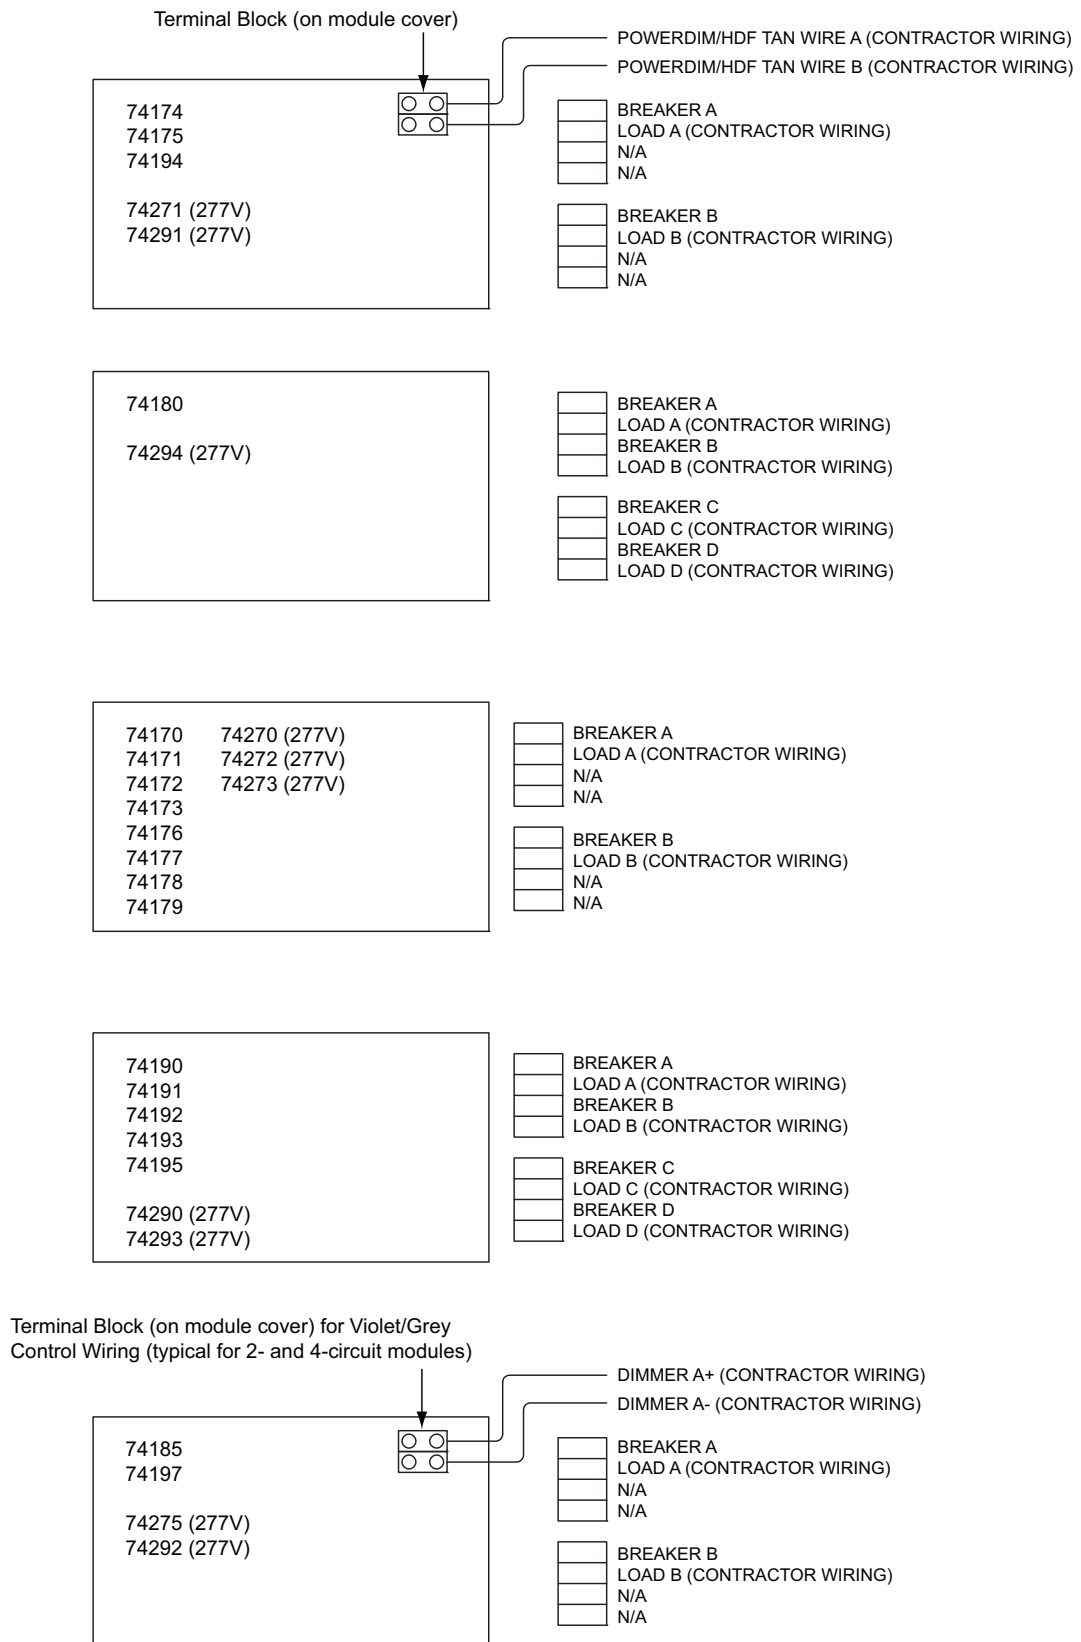 Terminal Block (on module cover)
POWERDIM/HDF TAN WIRE A (CONTRACTOR WIRING)
POWERDIM/HDF TAN WIRE B (CONTRACTOR WIRING)
74174
74175
74194
74271 (277V)
74291 (277V)
BREAKER A
LOAD A (CONTRACTOR WIRING)
N/A
N/A
BREAKER B
LOAD B (CONTRACTOR WIRING)
N/A
N/A
74180
74294 (277V)
BREAKER A
LOAD A (CONTRACTOR WIRING)
BREAKER B
LOAD B (CONTRACTOR WIRING)
BREAKER C
LOAD C (CONTRACTOR WIRING)
BREAKER D
LOAD D (CONTRACTOR WIRING)
74170 74270 (277V)
74171 74272 (277V)
74172 74273 (277V)
74173
74176
74177
74178
74179
BREAKER A
LOAD A (CONTRACTOR WIRING)
N/A
N/A
BREAKER B
LOAD B (CONTRACTOR WIRING)
N/A
N/A
74190
74191
74192
74193
74195
74290 (277V)
74293 (277V)
BREAKER A
LOAD A (CONTRACTOR WIRING)
BREAKER B
LOAD B (CONTRACTOR WIRING)
BREAKER C
LOAD C (CONTRACTOR WIRING)
BREAKER D
LOAD D (CONTRACTOR WIRING)
Terminal Block (on module cover) for Violet/Grey
Control Wiring (typical for 2- and 4-circuit modules)
DIMMER A+ (CONTRACTOR WIRING)
DIMMER A- (CONTRACTOR WIRING)
74185
74197
74275 (277V)
74292 (277V)
BREAKER A
LOAD A (CONTRACTOR WIRING)
N/A
N/A
BREAKER B
LOAD B (CONTRACTOR WIRING)
N/A
N/A